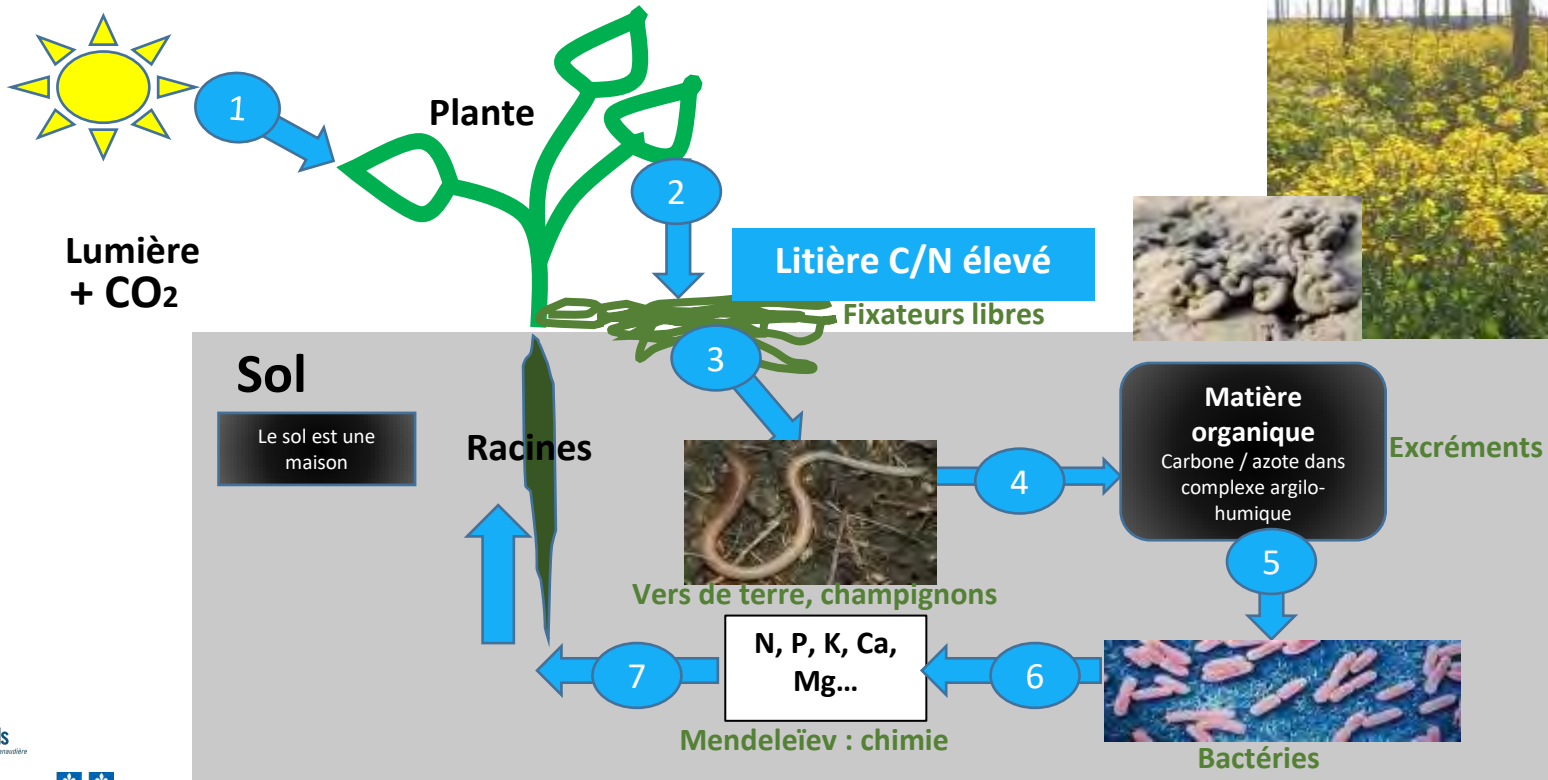 1
Plante
2
Lumière
+ CO2
Litière C/N élevé
Fixateurs libres
3
Sol
Le sol est une
maison
Racines
Matière
organique
Carbone / azote dans
complexe argilo-
humique
Excréments
4
5
Vers de terre, champignons
N, P, K, Ca,
Mg…
7
6
Mendeleïev : chimie
Bactéries